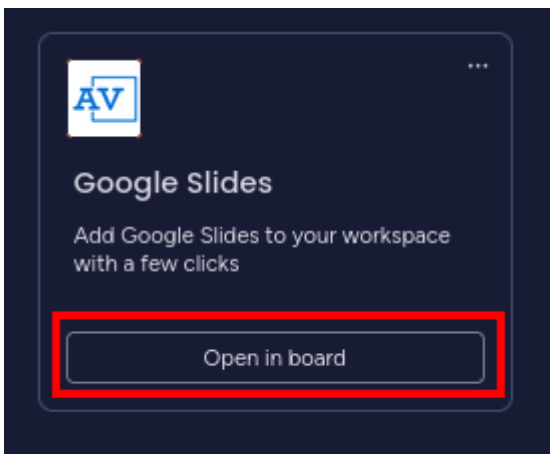 AV
...
Google Slides
Add Google Slides to your workspace
with a few clicks
Open in board